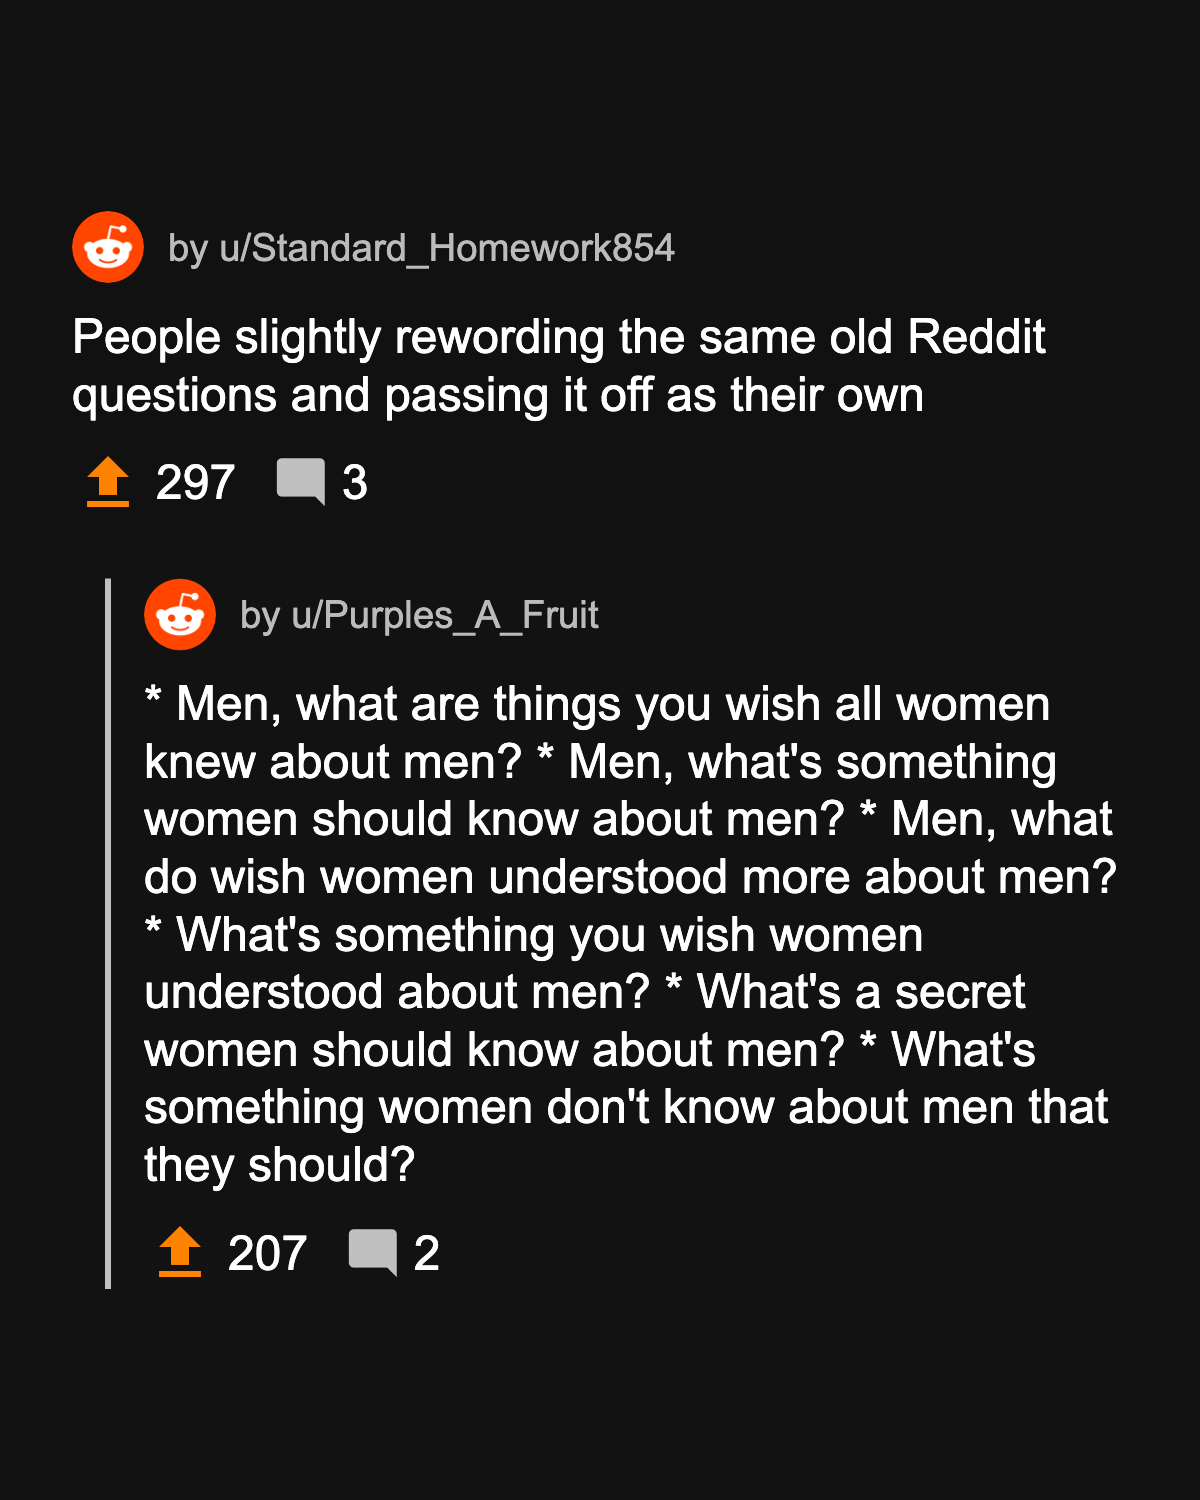 by u/Standard_Homework854
People slightly rewording the same old Reddit
questions and passing it off as their own
297 3
by u/Purples_A_Fruit
* Men, what are things you wish all women
knew about men? * Men, what's something
women should know about men? * Men, what
do wish women understood more about men?
* What's something you wish women
understood about men? * What's a secret
women should know about men? * What's
something women don't know about men that
they should?
207 2